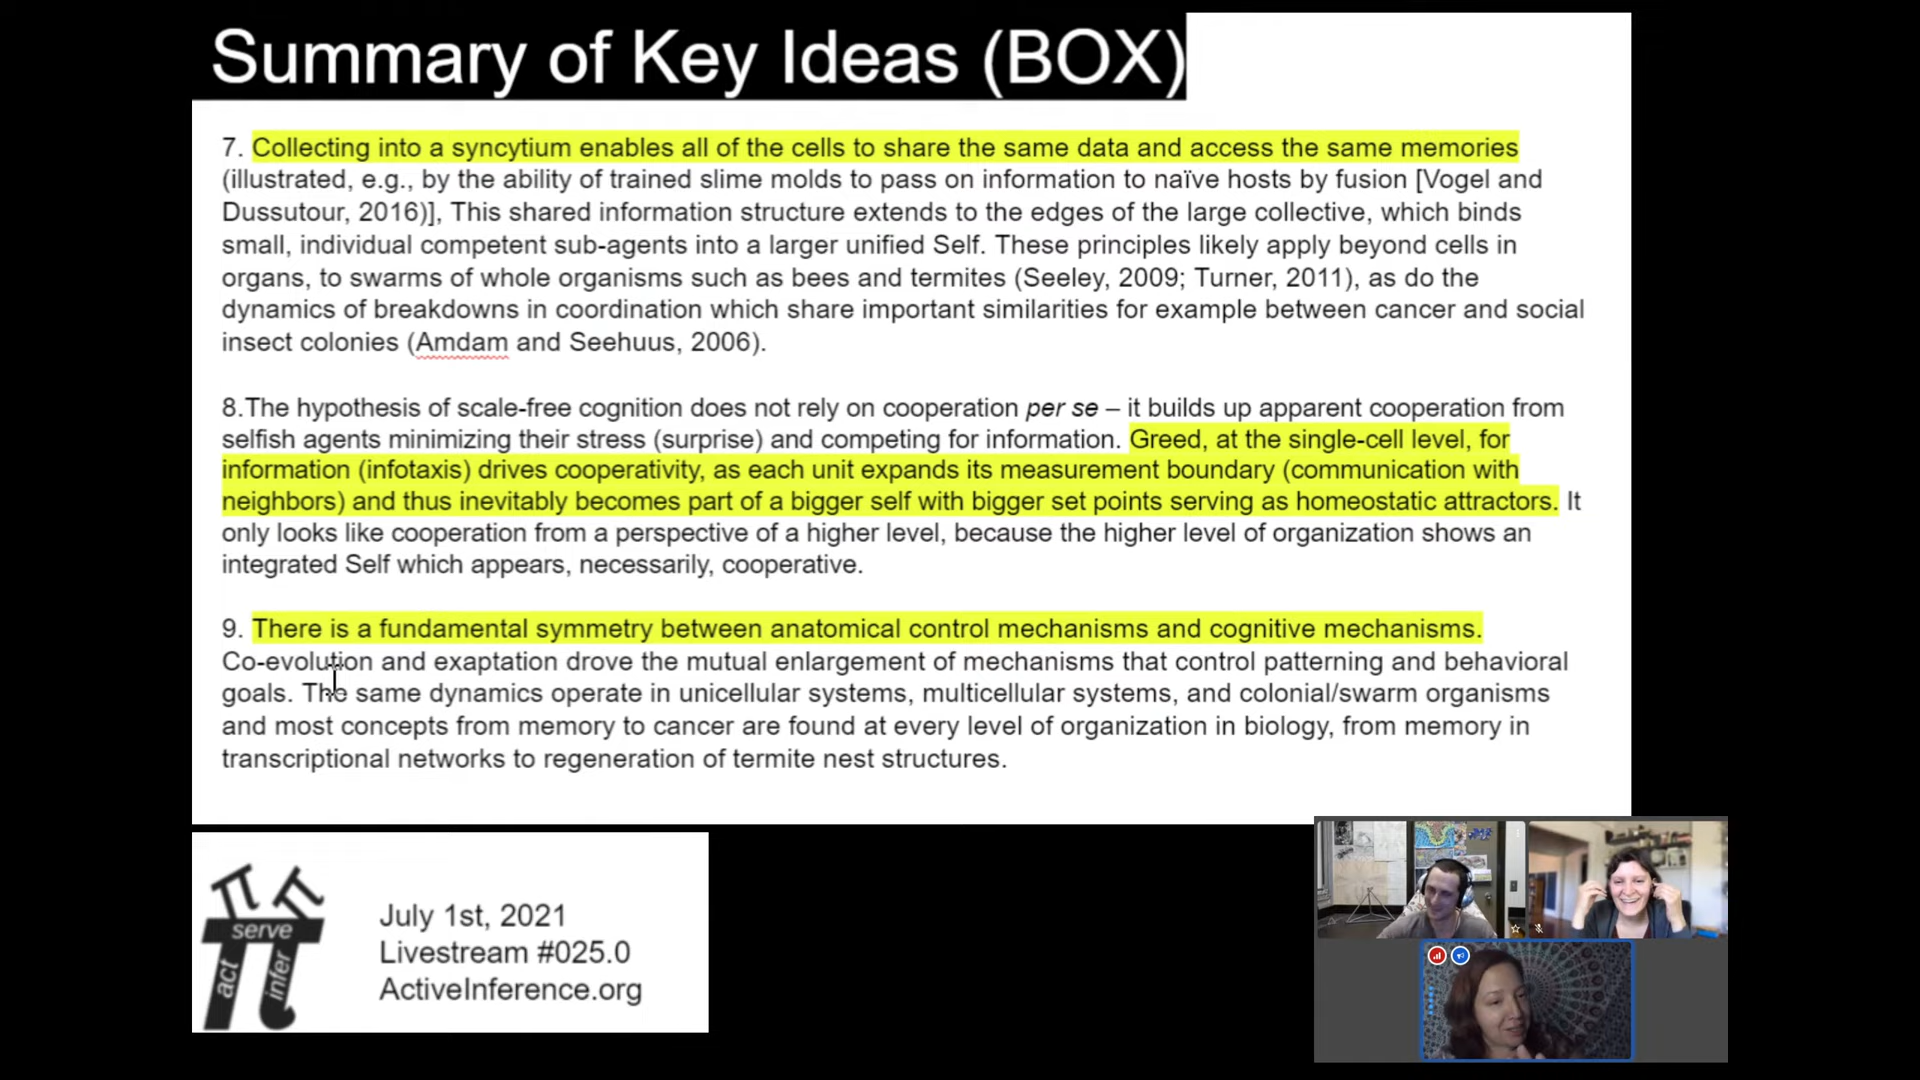 Summary of Key Ideas (BOX)
7. Collecting into a syncytium enables all of the cells to share the same data and access the same memories
(illustrated, e.g., by the ability of trained slime molds to pass on information to naïve hosts by fusion [Vogel and
Dussutour, 2016)], This shared information structure extends to the edges of the large collective, which binds
small, individual competent sub-agents into a larger unified Self. These principles likely apply beyond cells in
organs, to swarms of whole organisms such as bees and termites (Seeley, 2009; Turner, 2011), as do the
dynamics of breakdowns in coordination which share important similarities for example between cancer and social
insect colonies (Amdam and Seehuus, 2006).
8.The hypothesis of scale-free cognition does not rely on cooperation per se – it builds up apparent cooperation from
selfish agents minimizing their stress (surprise) and competing for information. Greed, at the single-cell level, for
information (infotaxis) drives cooperativity, as each unit expands its measurement boundary (communication with
neighbors) and thus inevitably becomes part of a bigger self with bigger set points serving as homeostatic attractors. It
only looks like cooperation from a perspective of a higher level, because the higher level of organization shows an
integrated Self which appears, necessarily, cooperative.
9. There is a fundamental symmetry between anatomical control mechanisms and cognitive mechanisms.
Co-evolution and exaptation drove the mutual enlargement of mechanisms that control patterning and behavioral
goals. The same dynamics operate in unicellular systems, multicellular systems, and colonial/swarm organisms
and most concepts from memory to cancer are found at every level of organization in biology, from memory in
transcriptional networks to regeneration of termite nest structures.
serve
act
infer
July 1st, 2021
Livestream #025.0
ActiveInference.org